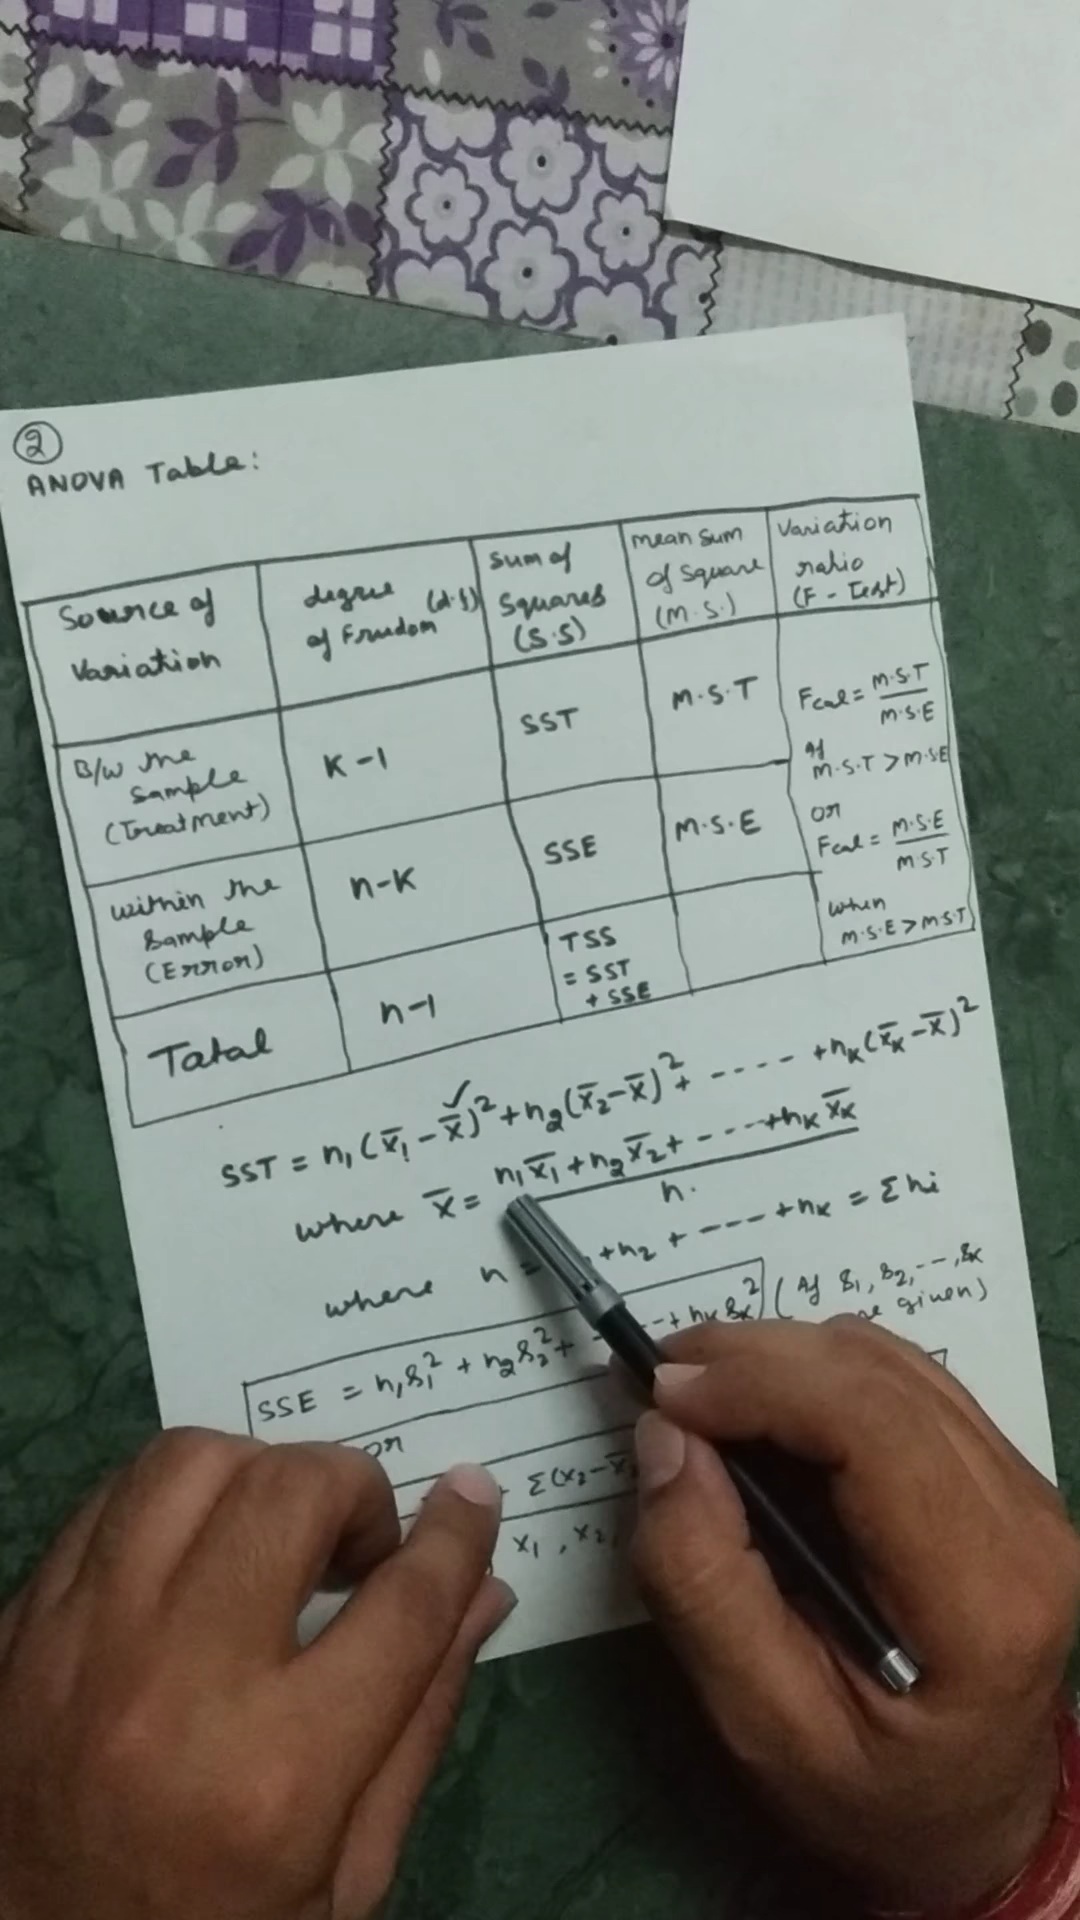 2
ANOVA Table:
Source of Variation
degree of Freedom (d.f)
Sum of Squares (S.S)
mean sum of square (M.S.)
Variation ratio (F - Test)
B/w the Sample (Treatment)
K-1
SST
M.S.T
Fcal = M.S.T / M.S.E
if M.S.T > M.S.E
or
Fcal = M.S.E / M.S.T
when M.S.E > M.S.T
within the Sample (Error)
n-K
SSE
M.S.E
Tatal
n-1
TSS = SST + SSE
SST = n₁(x̄₁ - x̄)² + n₂(x̄₂ - x̄)² + ---- + nₖ(x̄ₖ - x̄)²
where x̄ = n₁x̄₁ + n₂x̄₂ + ---- + nₖx̄ₖ / n.
where n = + n₂ + ---- + nₖ = Σni
SSE = n₁s₁² + n₂s₂² + + nₖsₖ² (if s₁, s₂, --, sₖ given)
or
Σ(x₂ - x̄
x₁, x₂,